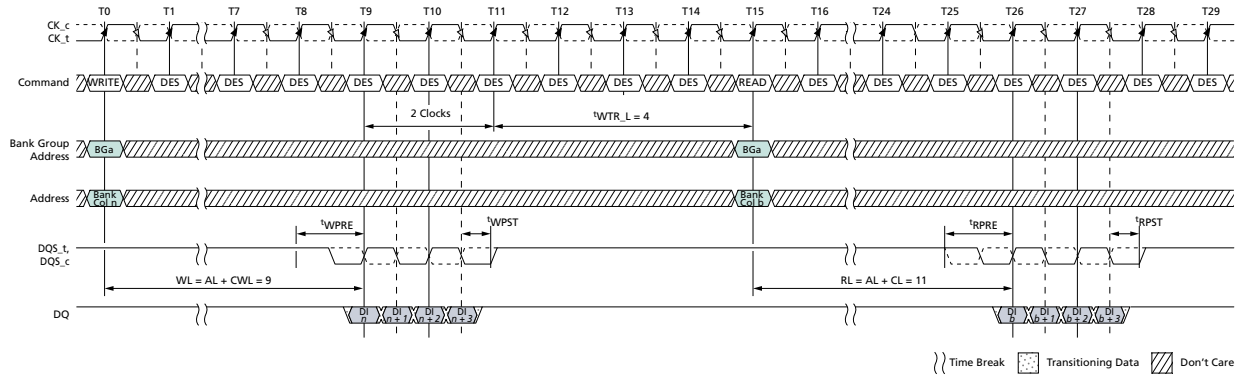 T0 T1 T7 T8 T9 T10 T11 T12 T13 T14 T15 T16 T24 T25 T26 T27 T28 T29
CK_c
CK_t
Command WRITE DES DES DES DES DES DES DES DES DES READ DES DES DES DES DES DES DES
2 Clocks tWTR_L = 4
Bank Group
Address BGa BGa
Address Bank
Col n Bank
Col b
tWPRE tWPST tRPRE tRPST
DQS_t,
DQS_c
WL = AL + CWL = 9 RL = AL + CL = 11
DQ DI
n DI
n + 1 DI
n + 2 DI
n + 3 DI
b DI
b + 1 DI
b + 2 DI
b + 3
Time Break Transitioning Data Don't Care